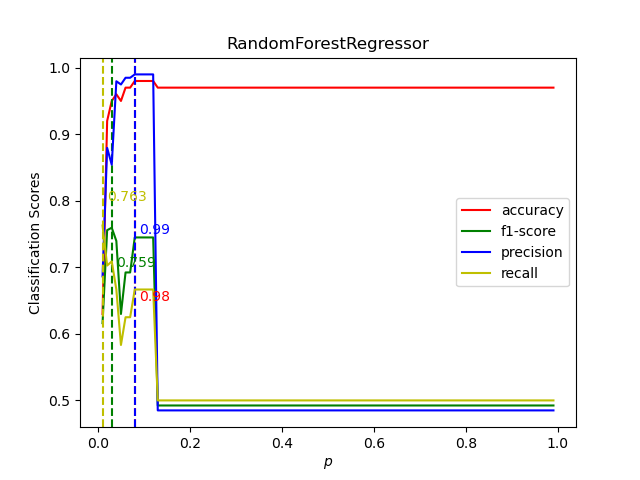 RandomForestRegressor
Classification Scores
1.0
0.9
0.8
0.7
0.6
0.5
0.763
0.99
0.759
0.98
accuracy
f1-score
precision
recall
0.0 0.2 0.4 0.6 0.8 1.0
p